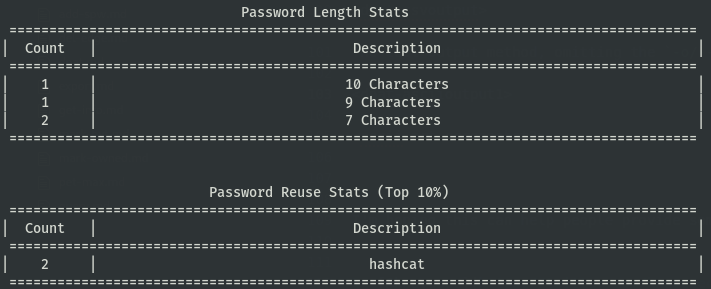 Password Length Stats
=====================================================================================
| Count | Description |
=====================================================================================
| 1 | 10 Characters |
| 1 | 9 Characters |
| 2 | 7 Characters |
=====================================================================================
Password Reuse Stats (Top 10%)
=====================================================================================
| Count | Description |
=====================================================================================
| 2 | hashcat |
=====================================================================================